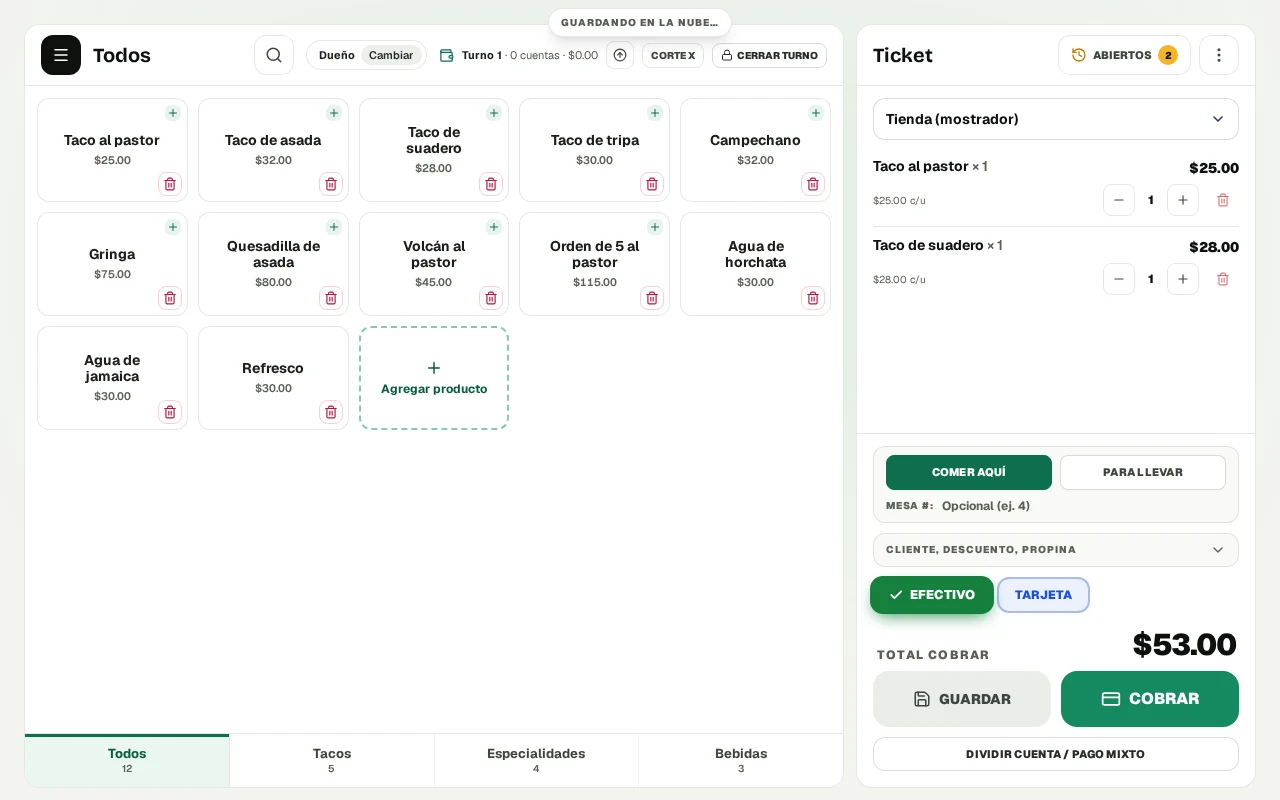 GUARDANDO EN LA NUBE...
Todos
Dueño Cambiar
Turno 1 · 0 cuentas · $0.00
CORTE X
CERRAR TURNO
Taco al pastor
$25.00
Taco de asada
$32.00
Taco de
suadero
$28.00
Taco de tripa
$30.00
Campechano
$32.00
Gringa
$75.00
Quesadilla de
asada
$80.00
Volcán al
pastor
$45.00
Orden de 5 al
pastor
$115.00
Agua de
horchata
$30.00
Agua de
jamaica
$30.00
Refresco
$30.00
Agregar producto
Todos
12
Tacos
5
Especialidades
4
Bebidas
3
Ticket
ABIERTOS 2
Tienda (mostrador)
Taco al pastor × 1 $25.00
$25.00 c/u − 1 +
Taco de suadero × 1 $28.00
$28.00 c/u − 1 +
COMER AQUÍ
PARA LLEVAR
MESA #: Opcional (ej. 4)
CLIENTE, DESCUENTO, PROPINA
EFECTIVO
TARJETA
TOTAL COBRAR $53.00
GUARDAR
COBRAR
DIVIDIR CUENTA / PAGO MIXTO